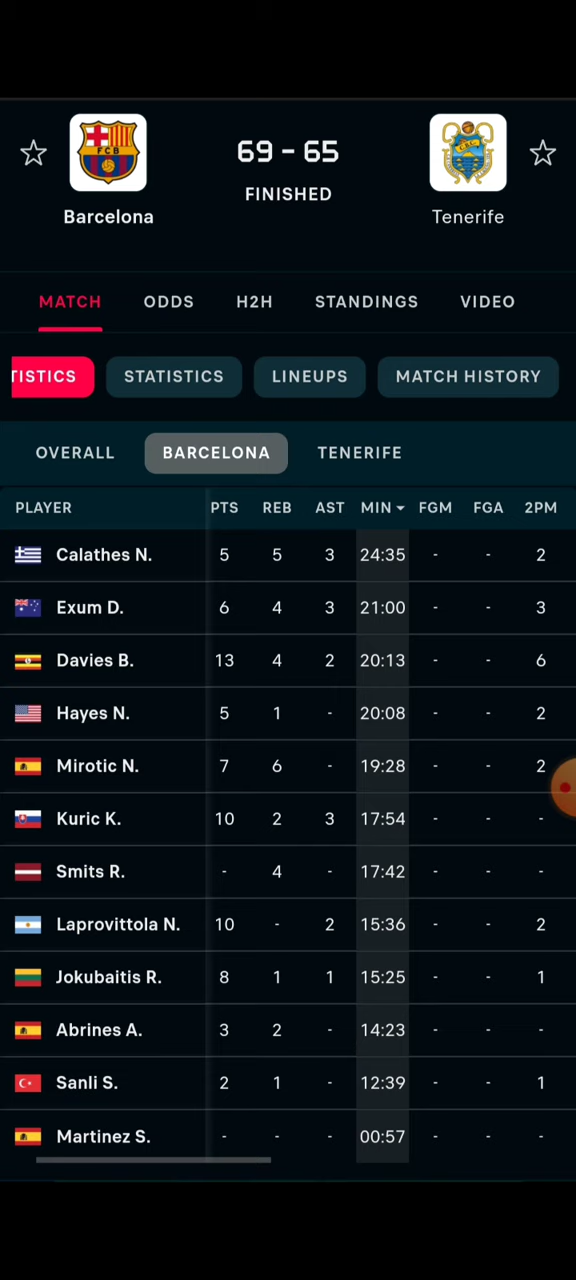 69 - 65
FINISHED
Barcelona Tenerife
MATCH ODDS H2H STANDINGS VIDEO
TISTICS STATISTICS LINEUPS MATCH HISTORY
OVERALL BARCELONA TENERIFE
PLAYER PTS REB AST MIN FGM FGA 2PM
Calathes N. 5 5 3 24:35 - - 2
Exum D. 6 4 3 21:00 - - 3
Davies B. 13 4 2 20:13 - - 6
Hayes N. 5 1 - 20:08 - - 2
Mirotic N. 7 6 - 19:28 - - 2
Kuric K. 10 2 3 17:54 - - -
Smits R. - 4 - 17:42 - - -
Laprovittola N. 10 - 2 15:36 - - 2
Jokubaitis R. 8 1 1 15:25 - - 1
Abrines A. 3 2 - 14:23 - - -
Sanli S. 2 1 - 12:39 - - 1
Martinez S. - - - 00:57 - - -